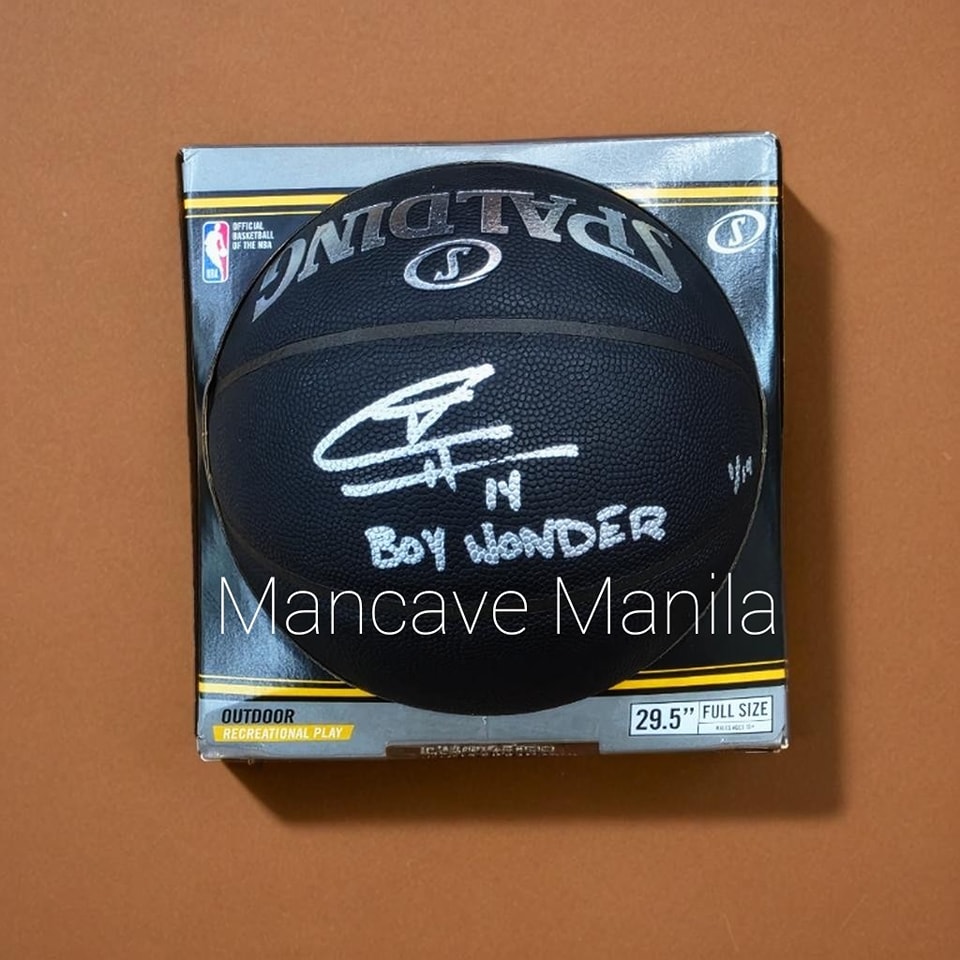 OFFICIAL
BASKETBALL
OF THE NBA
NBA
SPALDING
S
S
14
BOY WONDER
Mancave Manila
OUTDOOR
RECREATIONAL PLAY
29.5” FULL SIZE